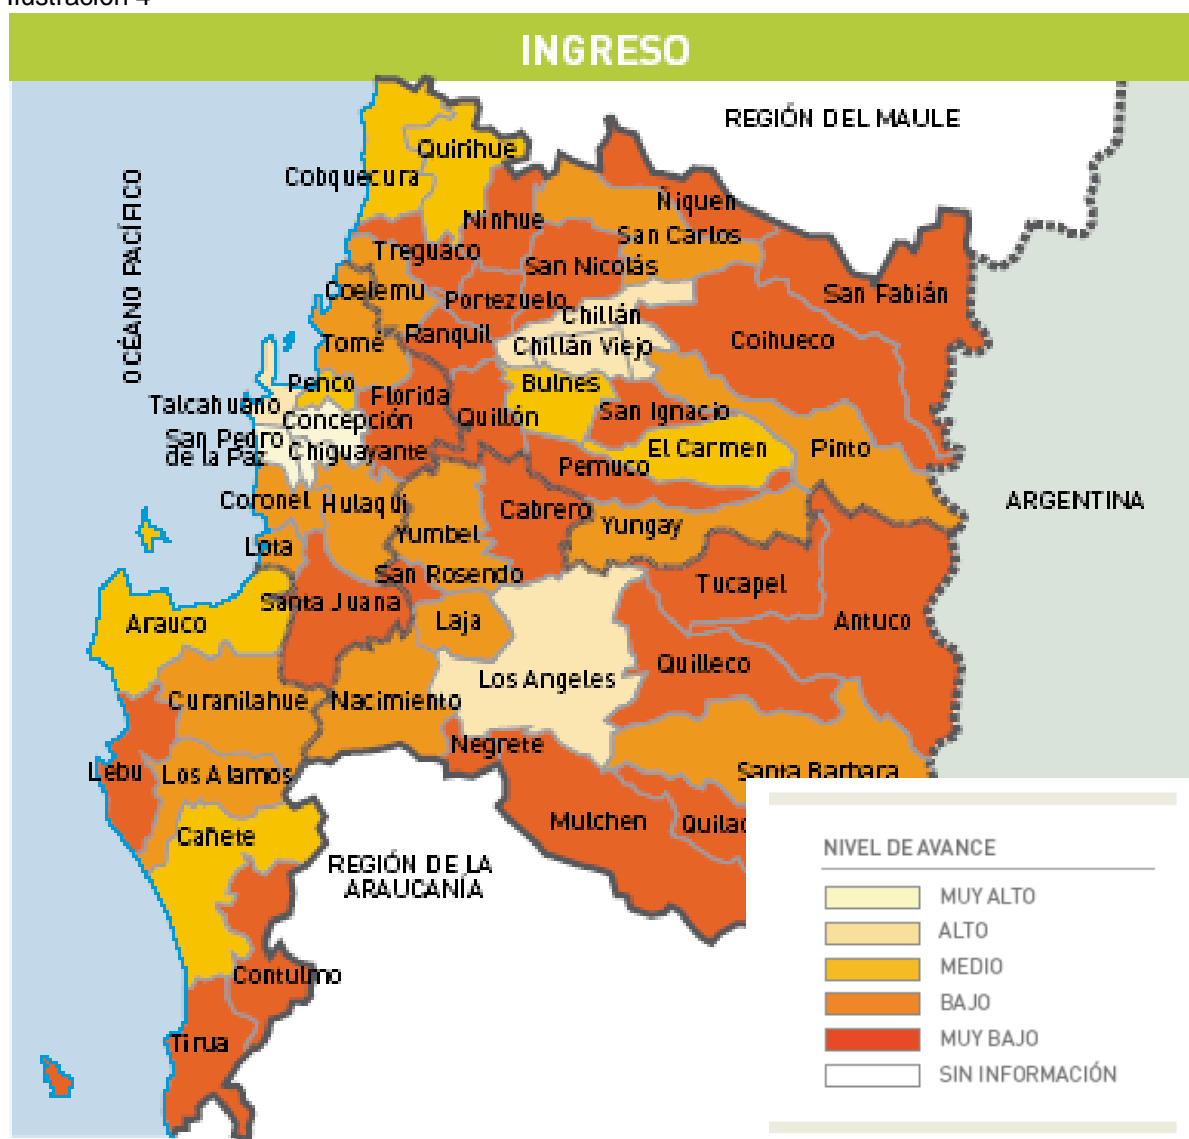 Ilustración 4
INGRESO
REGIÓN DEL MAULE
OCÉANO PACÍFICO
Quirihue
Cobquecura
Ñiquen
Ninhue
San Carlos
Treguaco
San Nicolás
Coelemu
Portezuelo
San Fabián
Chillán
Ranquil
Tomé
Coihueco
Chillán Viejo
Penco
Bulnes
Florida
Talcahuano
San Ignacio
Concepción
Quillón
San Pedro
de la Paz
El Carmen
Pinto
Chiguayante
Pemuco
Coronel
Hulaqui
ARGENTINA
Cabrero
Yungay
Yumbel
Lota
San Rosendo
Tucapel
Santa Juana
Arauco
Laja
Antuco
Quilleco
Los Angeles
Curanilahue
Nacimiento
Negrete
Lebu
Los Alamos
Santa Barbara
Mulchen
Quilac
Cañete
REGIÓN DE LA
ARAUCANÍA
Contulmo
Tirua
NIVEL DE AVANCE
MUY ALTO
ALTO
MEDIO
BAJO
MUY BAJO
SIN INFORMACIÓN